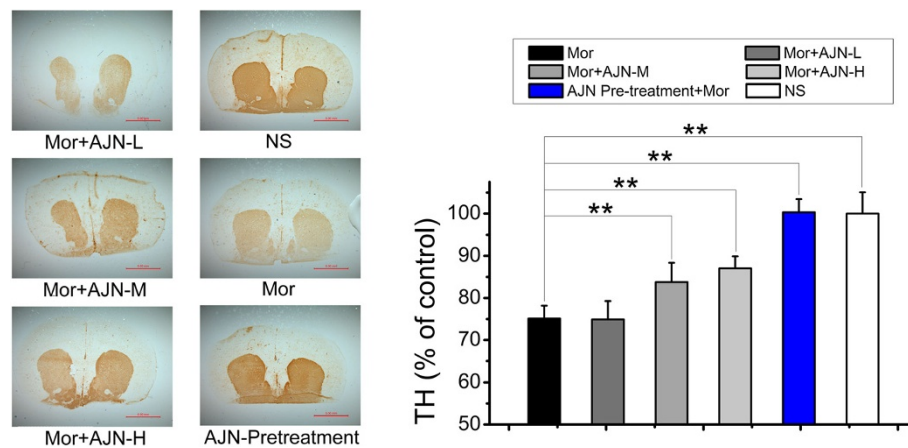 Mor+AJN-L
NS
Mor+AJN-M
Mor
Mor+AJN-H
AJN-Pretreatment
Mor
Mor+AJN-L
Mor+AJN-M
Mor+AJN-H
AJN Pre-treatment+Mor
NS
**
**
**
**
TH (% of control)
100
90
80
70
60
50